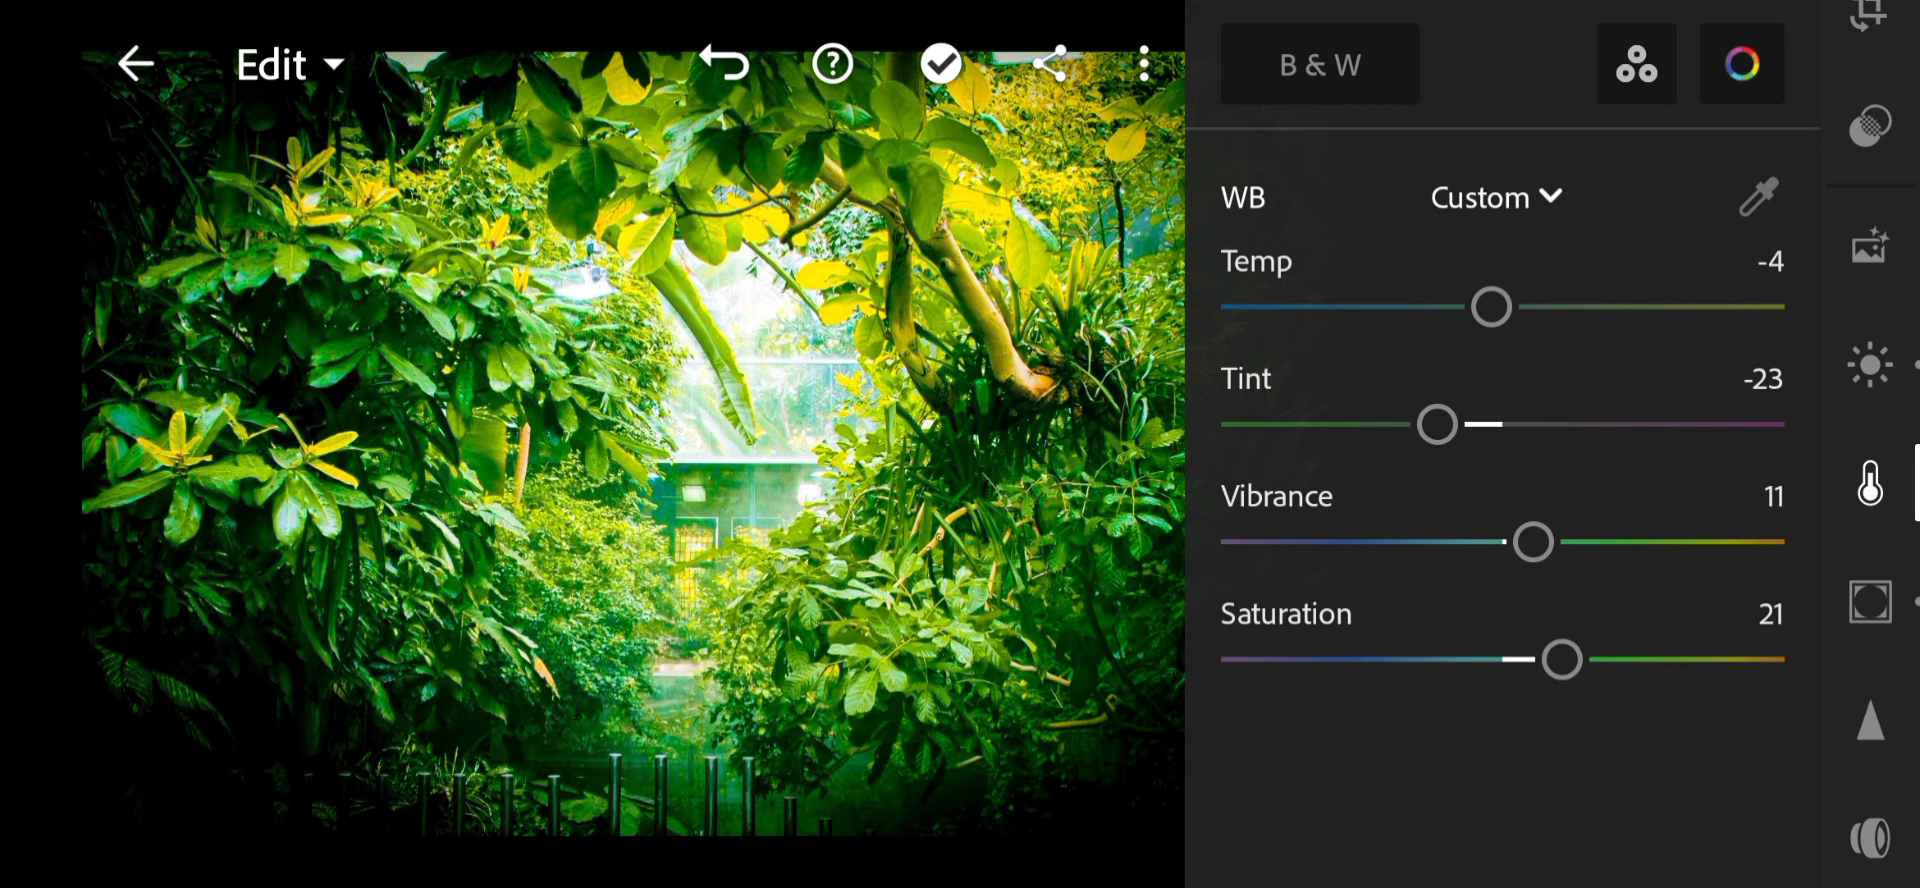 Edit
B & W
WB Custom
Temp -4
Tint -23
Vibrance 11
Saturation 21